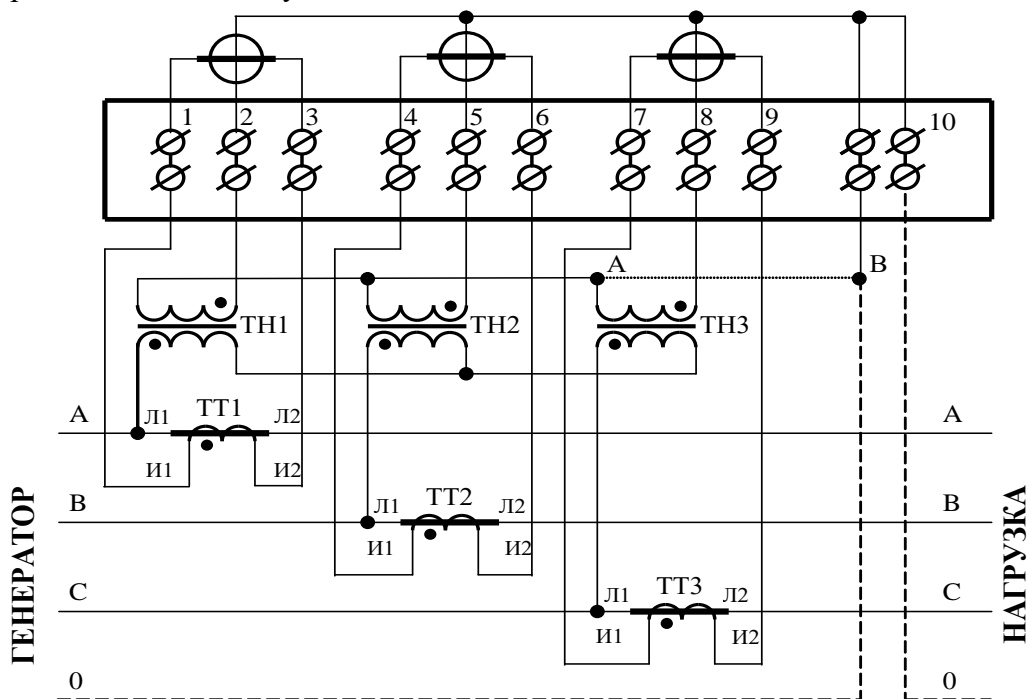 1 2 3 4 5 6 7 8 9 10
А В
ТН1 ТН2 ТН3
А Л1 ТТ1 Л2 А
И1 И2
В Л1 ТТ2 Л2 В
И1 И2
С Л1 ТТ3 Л2 С
И1 И2
0 0
ГЕНЕРАТОР
НАГРУЗКА